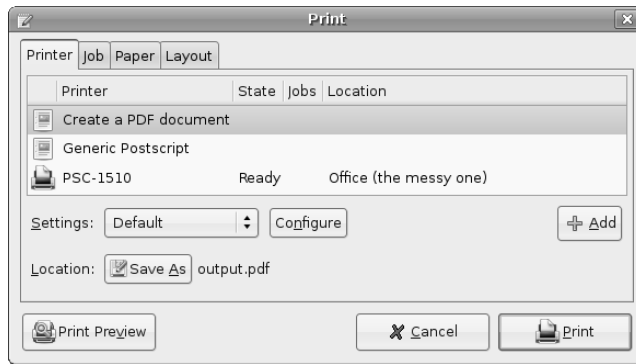 Print
Printer Job Paper Layout
Printer State Jobs Location
Create a PDF document
Generic Postscript
PSC-1510 Ready Office (the messy one)
Settings: Default Configure Add
Location: Save As output.pdf
Print Preview Cancel Print